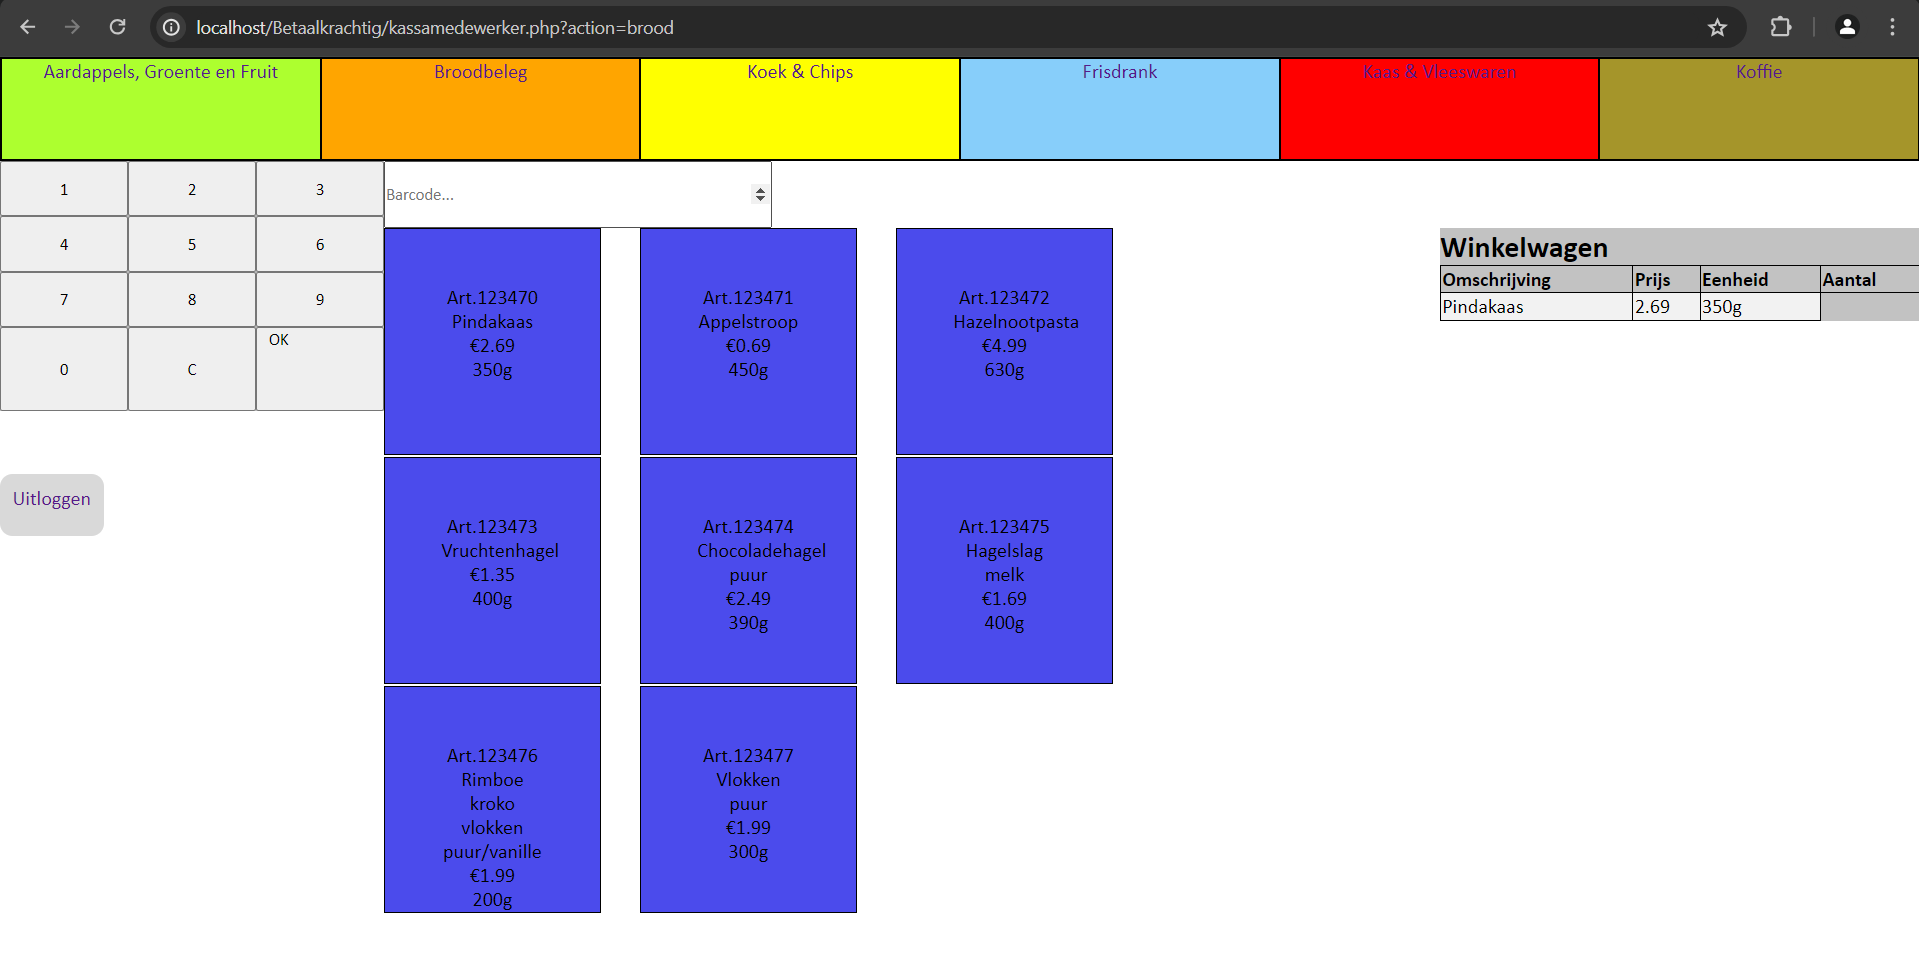 localhost/Betaalkrachtig/kassamedewerker.php?action=brood
Aardappels, Groente en Fruit
Broodbeleg
Koek & Chips
Frisdrank
Kaas & Vleeswaren
Koffie
1 2 3
4 5 6
7 8 9
0 C OK
Uitloggen
Barcode...
Art.123470
Pindakaas
€2.69
350g
Art.123471
Appelstroop
€0.69
450g
Art.123472
Hazelnootpasta
€4.99
630g
Art.123473
Vruchtenhagel
€1.35
400g
Art.123474
Chocoladehagel
puur
€2.49
390g
Art.123475
Hagelslag
melk
€1.69
400g
Art.123476
Rimboe
kroko
vlokken
puur/vanille
€1.99
200g
Art.123477
Vlokken
puur
€1.99
300g
Winkelwagen
Omschrijving Prijs Eenheid Aantal
Pindakaas 2.69 350g